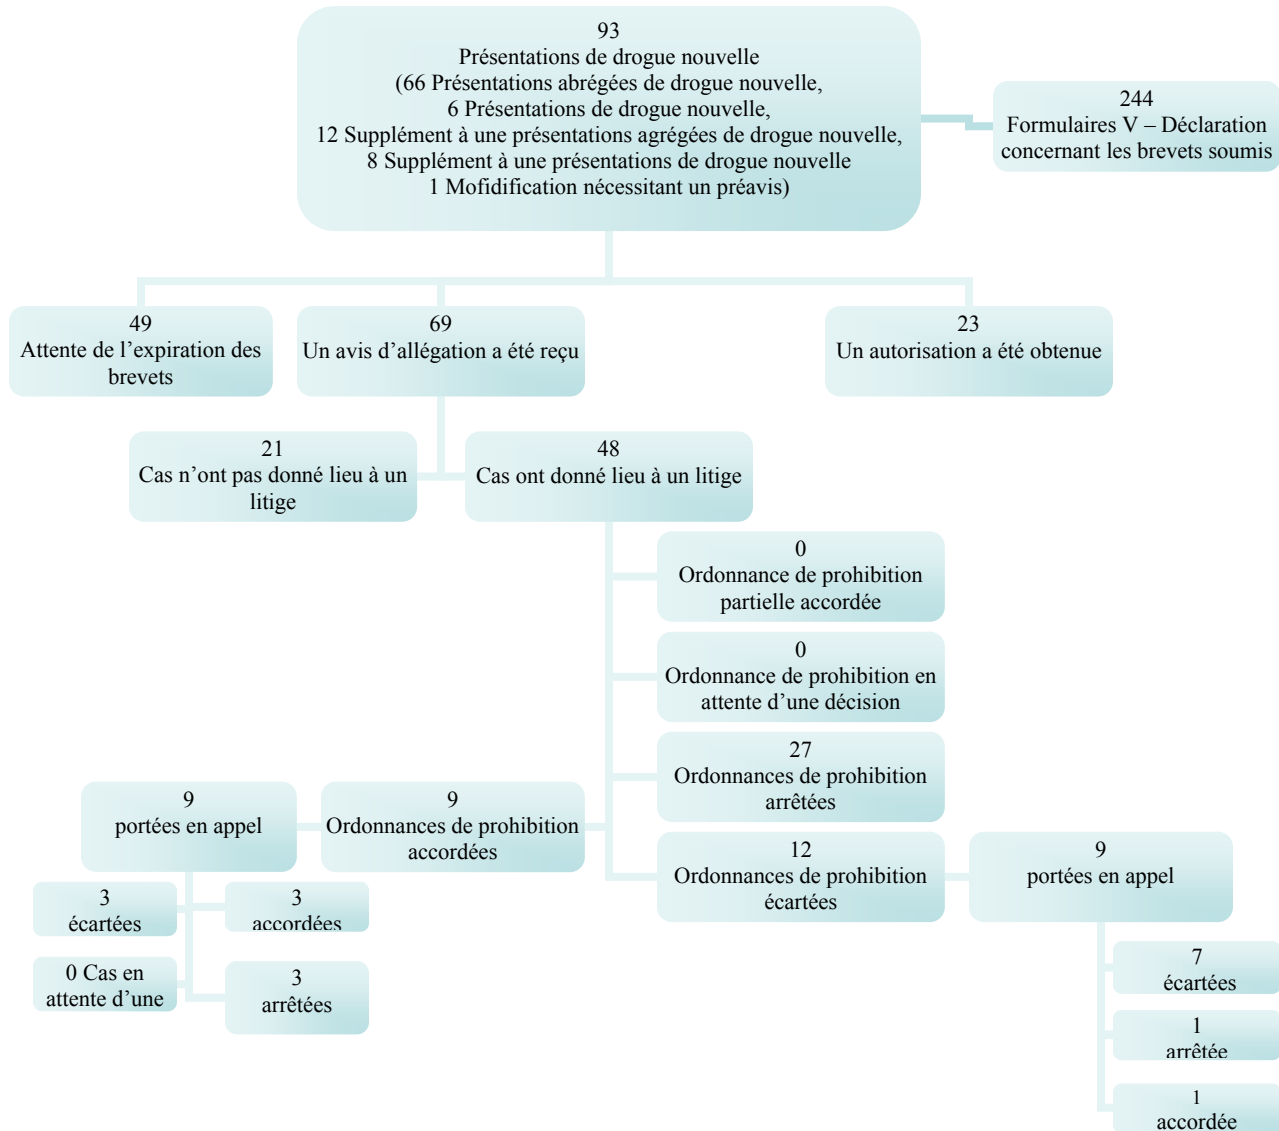 93
Présentations de drogue nouvelle
(66 Présentations abrégées de drogue nouvelle,
6 Présentations de drogue nouvelle,
12 Supplément à une présentations agrégées de drogue nouvelle,
8 Supplément à une présentations de drogue nouvelle
1 Mofidification nécessitant un préavis)
244
Formulaires V – Déclaration
concernant les brevets soumis
49
Attente de l’expiration des
brevets
69
Un avis d’allégation a été reçu
23
Un autorisation a été obtenue
21
Cas n’ont pas donné lieu à un
litige
48
Cas ont donné lieu à un litige
0
Ordonnance de prohibition
partielle accordée
0
Ordonnance de prohibition en
attente d’une décision
27
Ordonnances de prohibition
arrêtées
9
portées en appel
9
Ordonnances de prohibition
accordées
12
Ordonnances de prohibition
écartées
9
portées en appel
3
écartées
3
accordées
0 Cas en
attente d’une
3
arrêtées
7
écartées
1
arrêtée
1
accordée